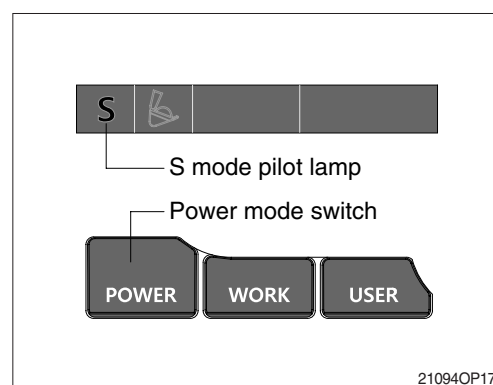 S
S mode pilot lamp
Power mode switch
POWER WORK USER
21094OP17